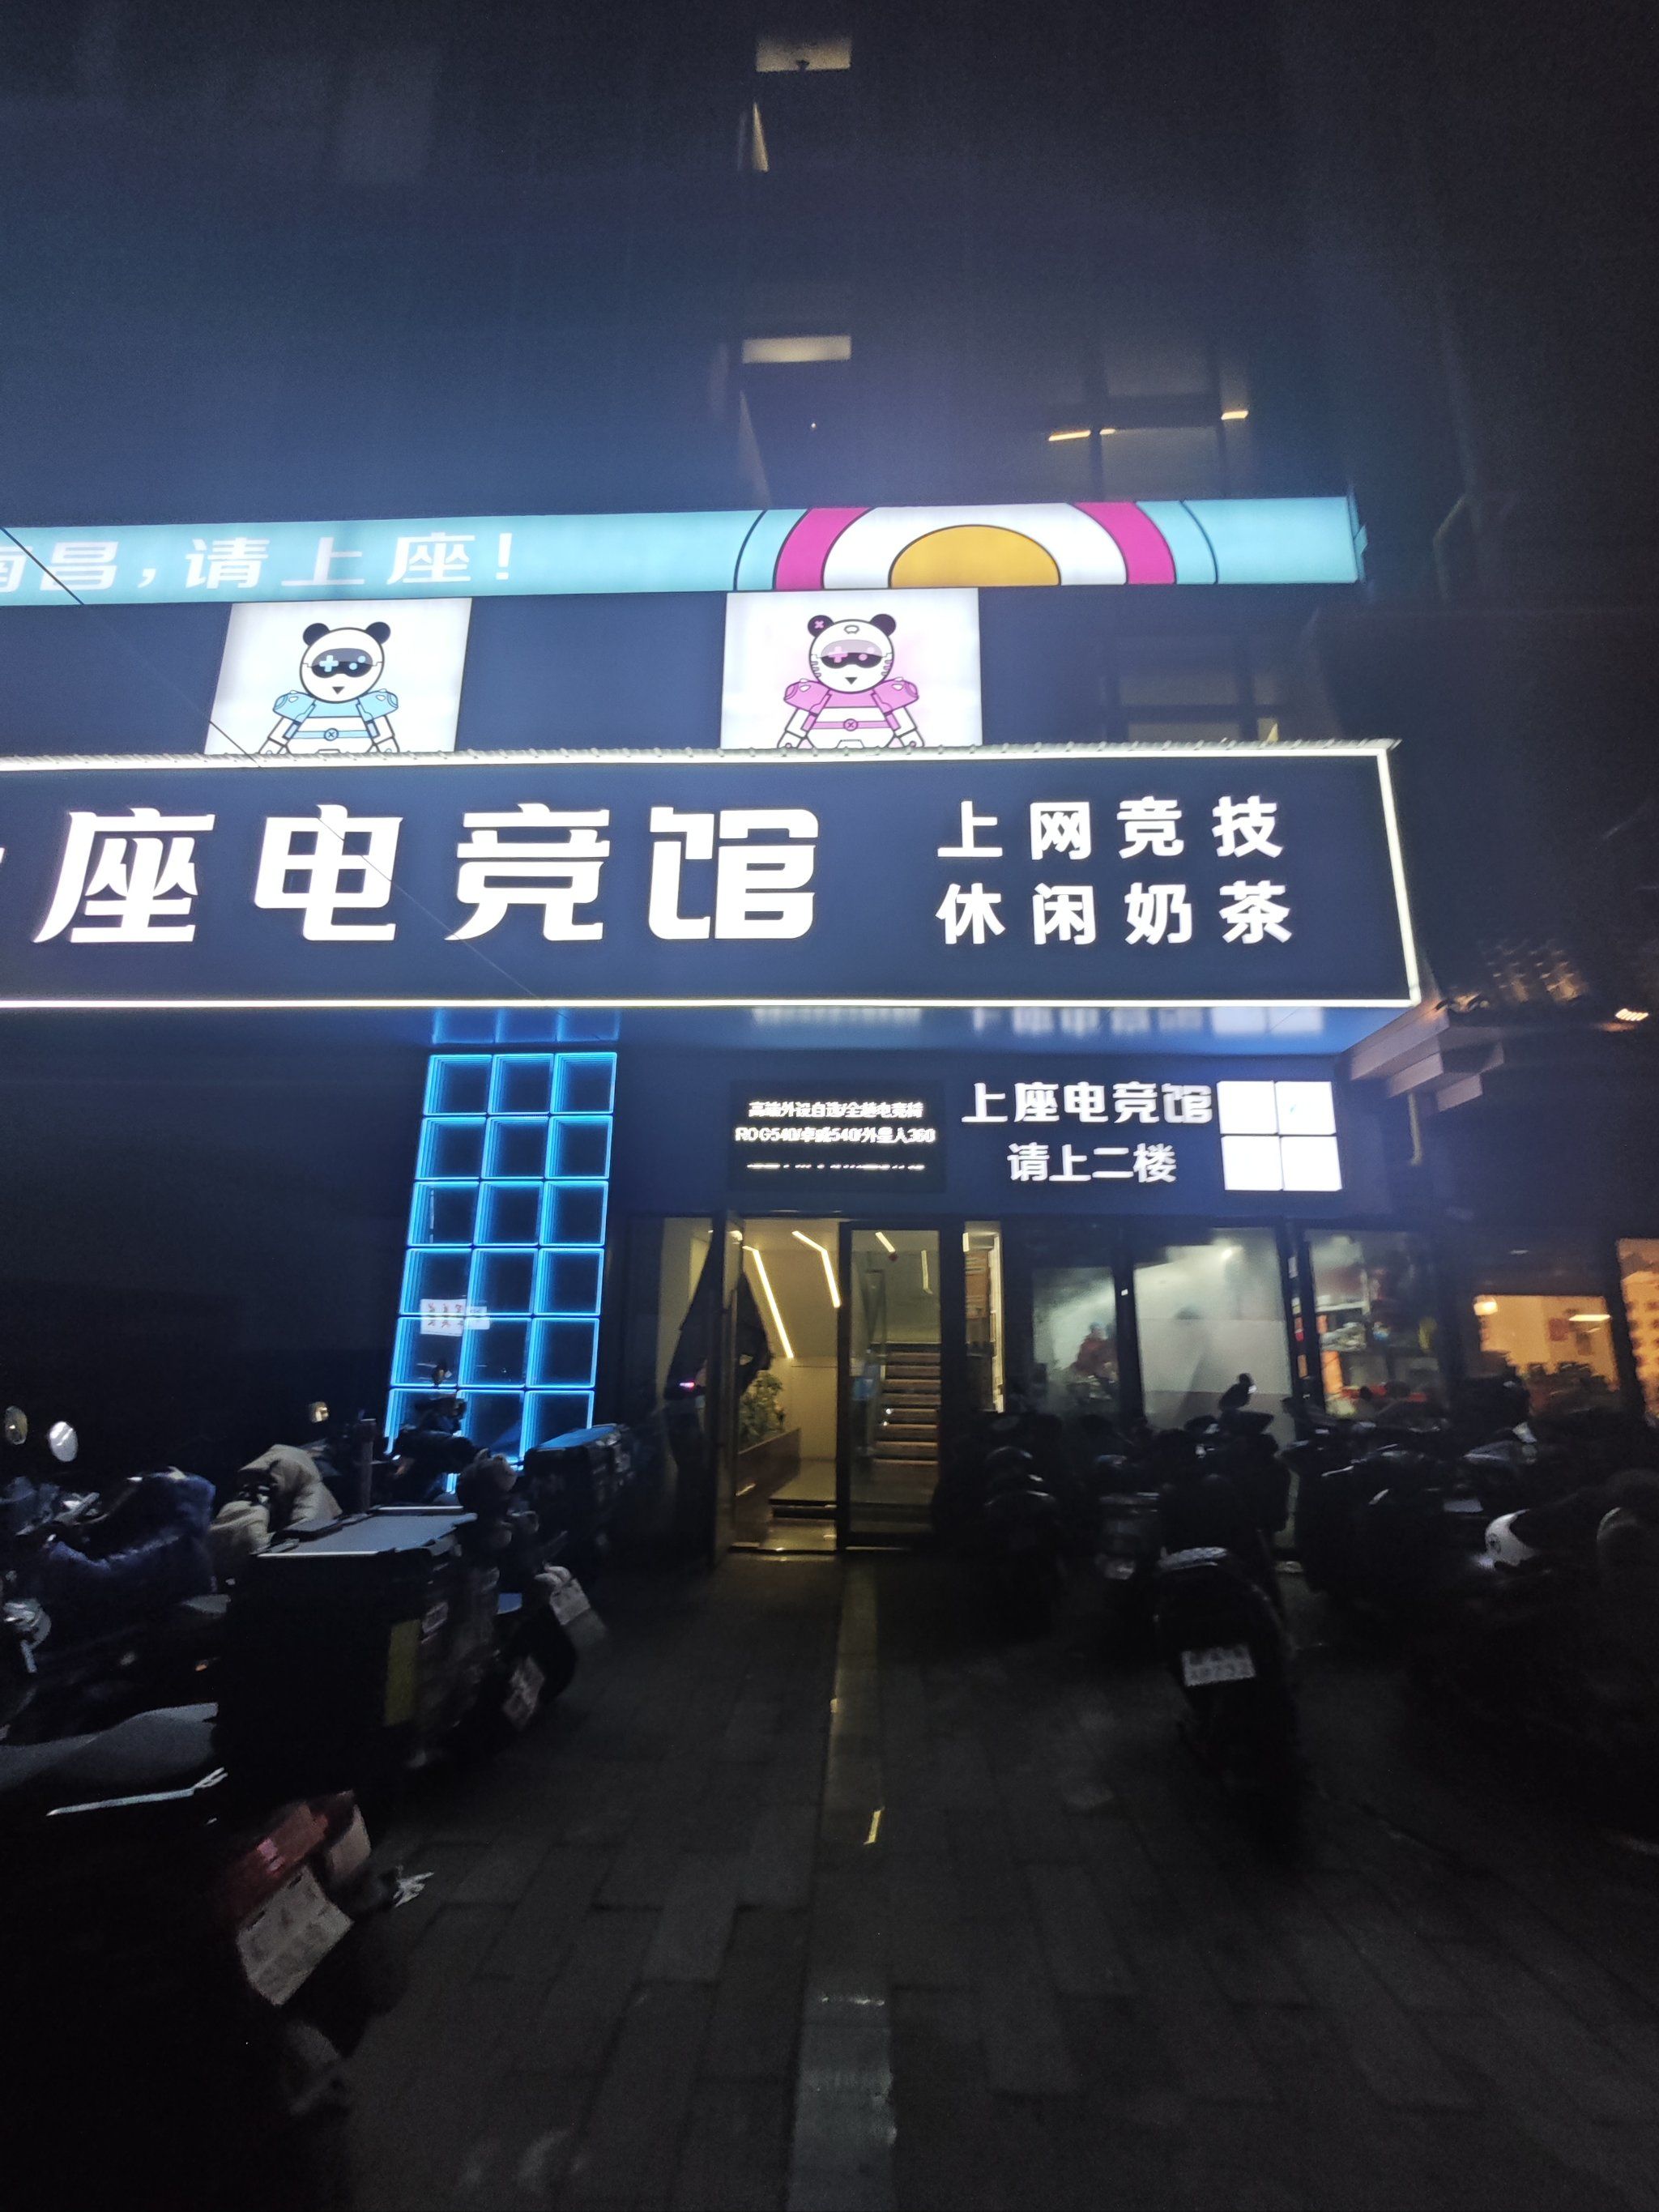 南昌,请上座!
座电竞馆
上网竞技
休闲奶茶
高端外设自选/全趟电竞椅
ROG540/卓威540/外星人360
上座电竞馆
请上二楼